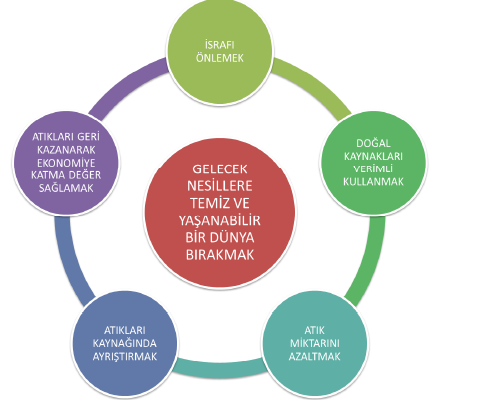 İSRAFI
ÖNLEMEK
DOĞAL
KAYNAKLARI
VERİMLİ
KULLANMAK
ATIK
MİKTARINI
AZALTMAK
ATIKLARI
KAYNAĞINDA
AYRIŞTIRMAK
ATIKLARI GERİ
KAZANARAK
EKONOMİYE
KATMA DEĞER
SAĞLAMAK
GELECEK
NESİLLERE
TEMİZ VE
YAŞANABİLİR
BİR DÜNYA
BIRAKMAK